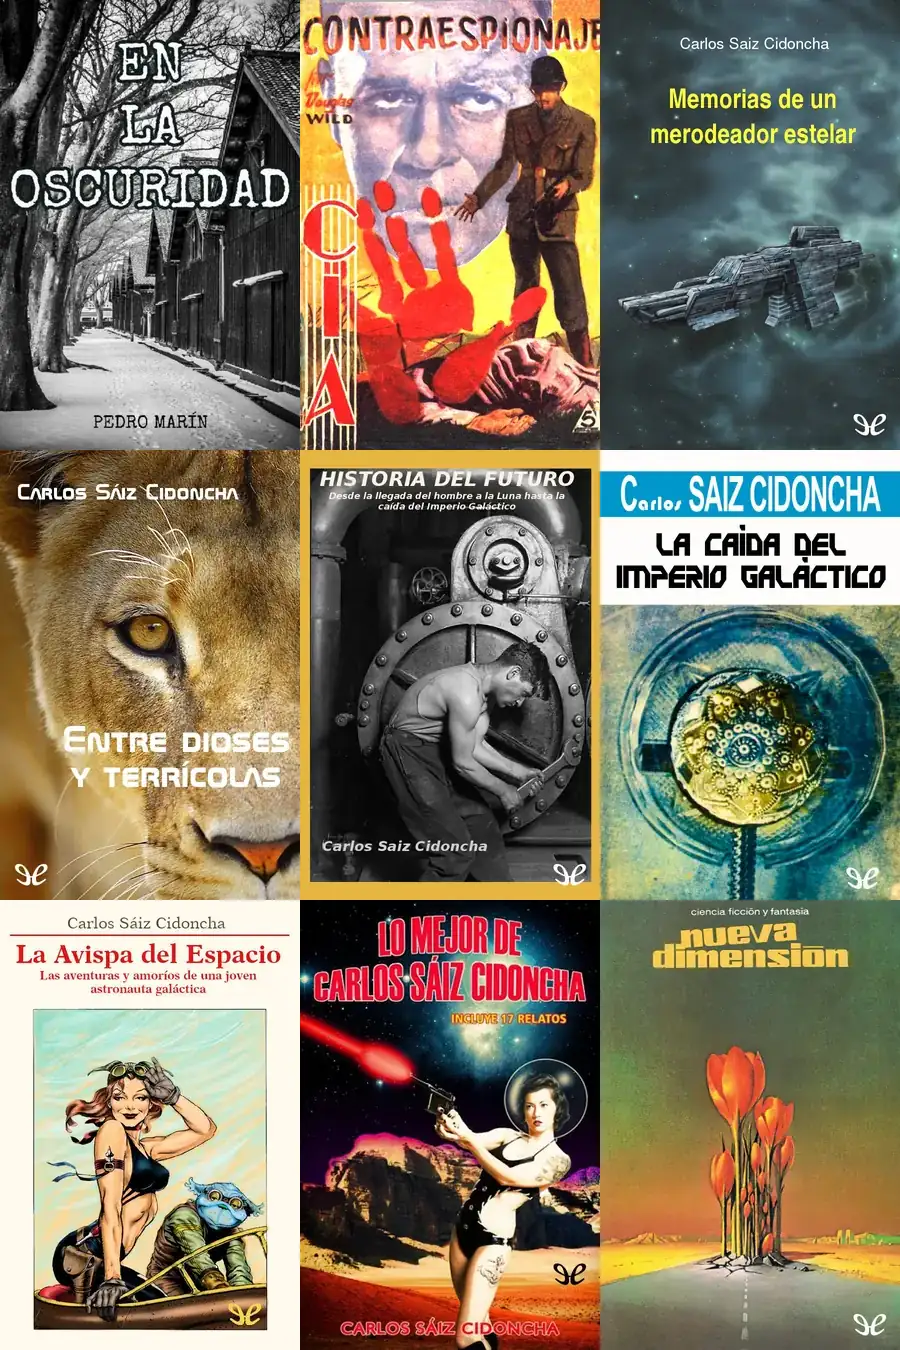 EN
LA
OSCURIDAD
PEDRO MARÍN
CONTRAESPIONAJE
por
Douglas
WILD
CIA
5
Carlos Saiz Cidoncha
Memorias de un
merodeador estelar
CARLOS SÁIZ CIDONCHA
ENTRE DIOSES
Y TERRÍCOLAS
HISTORIA DEL FUTURO
Desde la llegada del hombre a la Luna hasta la
caída del Imperio Galáctico
Carlos Saiz Cidoncha
Carlos SAIZ CIDONCHA
LA CAÍDA DEL
IMPERIO GALÁCTICO
Carlos Sáiz Cidoncha
La Avispa del Espacio
Las aventuras y amoríos de una joven
astronauta galáctica
LO MEJOR DE
CARLOS SÁIZ CIDONCHA
INCLUYE 17 RELATOS
CARLOS SÁIZ CIDONCHA
ciencia ficción y fantasía
nueva
dimensión